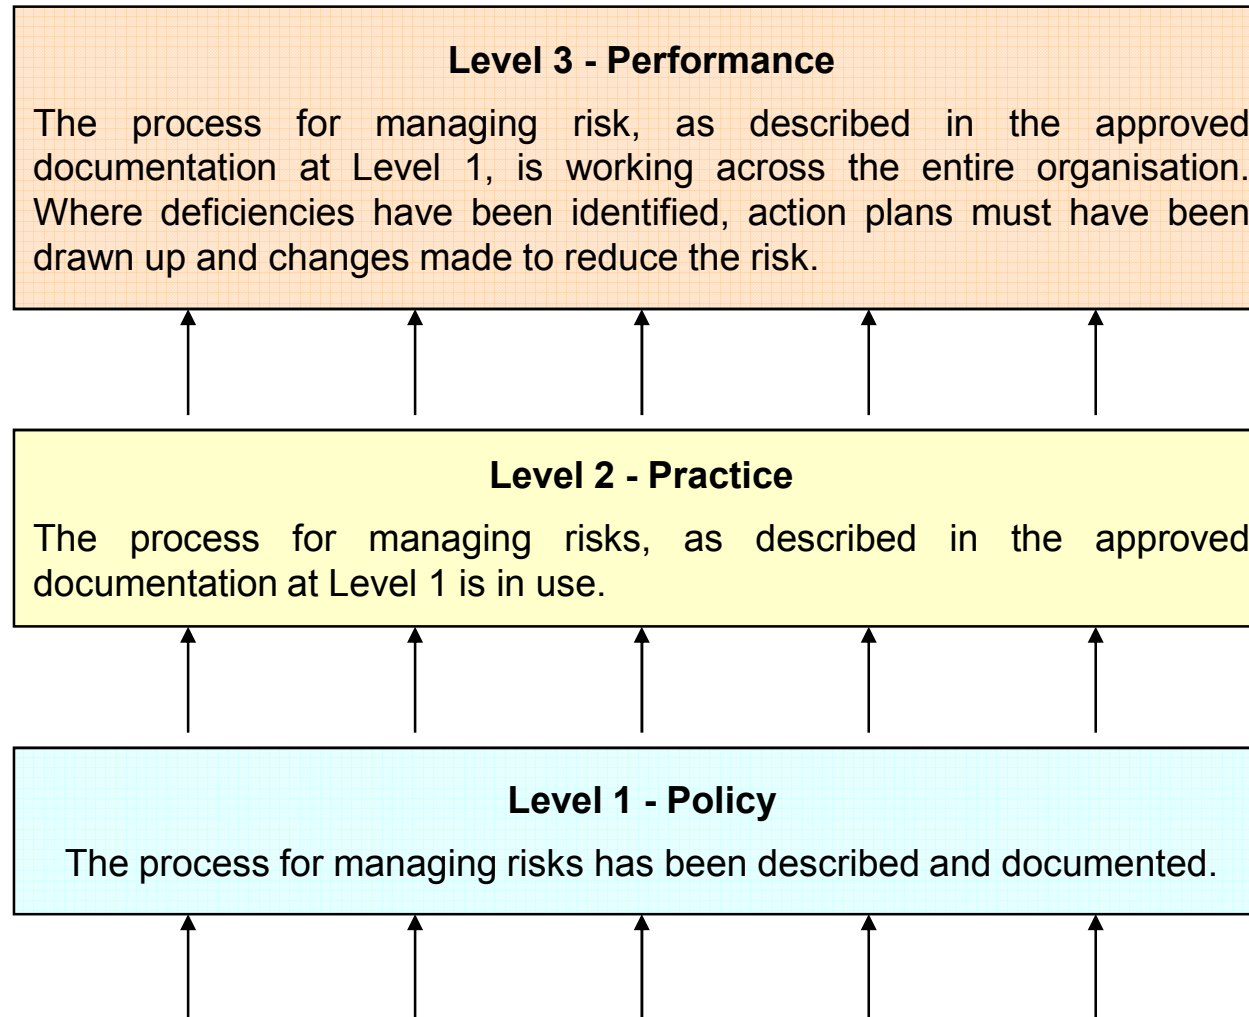 Level 3 - Performance
The process for managing risk, as described in the approved
documentation at Level 1, is working across the entire organisation.
Where deficiencies have been identified, action plans must have been
drawn up and changes made to reduce the risk.
Level 2 - Practice
The process for managing risks, as described in the approved
documentation at Level 1 is in use.
Level 1 - Policy
The process for managing risks has been described and documented.